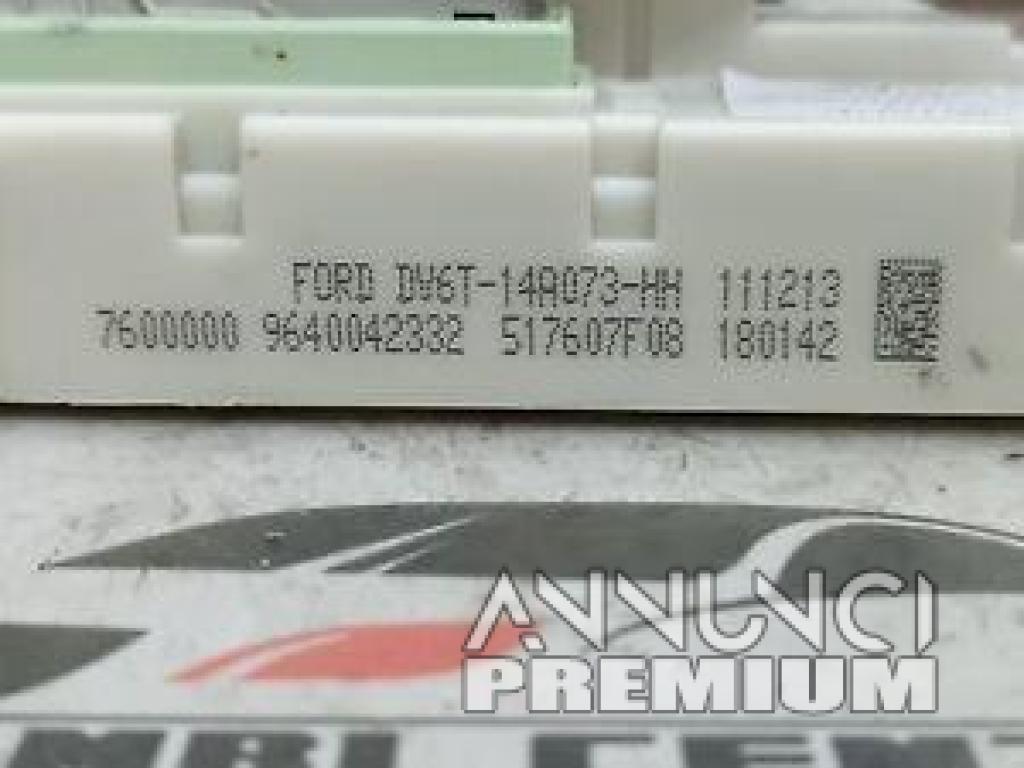 FORD DV6T-14A073-HH 111213
7600000 9640042332 517607F08 180142
ANNUNCI
PREMIUM